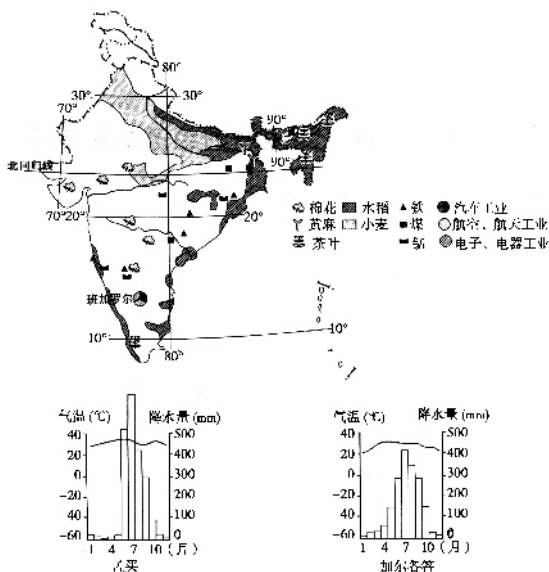 80°
30°
30°
70°
90°
北回归线
90°
70°
20°
20°
棉花 水稻 铁 汽车工业
黄麻 小麦 煤 航空、航天工业
茶叶 锰 电子、电器工业
班加罗尔
10°
10°
80°
气温 (℃) 降水量 (mm)
40 500
20 400
0 300
-20 200
-40 100
-60 0
1 4 7 10 (月)
孟买
气温 (℃) 降水量 (mm)
40 500
20 400
0 300
-20 200
-40 100
-60 0
1 4 7 10 (月)
加尔各答